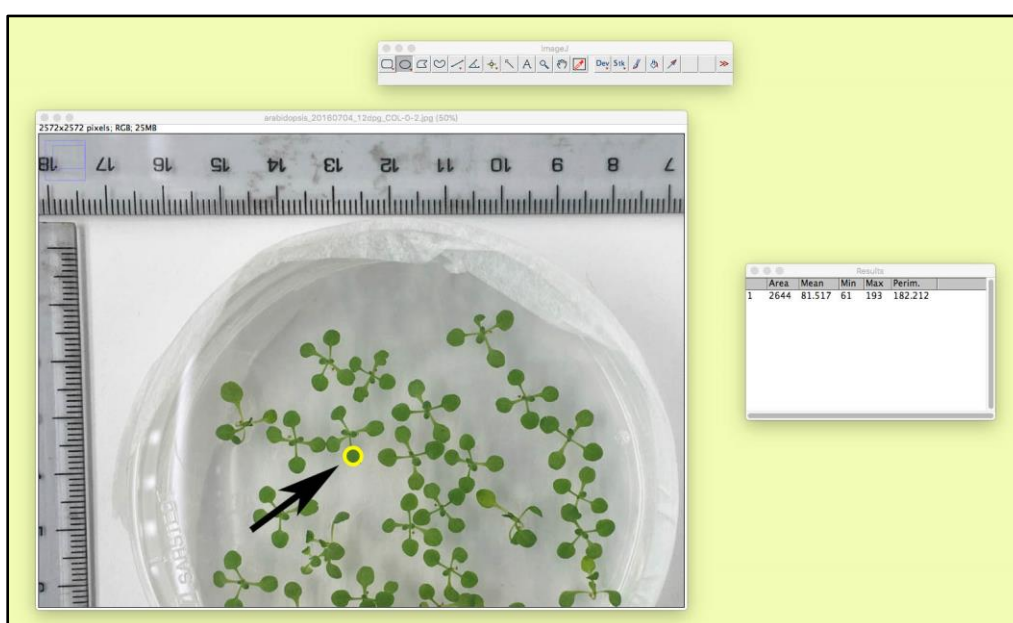 ImageJ
Dev Stk
arabidopsis_20160704_12dpg_COL-0-2.jpg (50%)
2572x2572 pixels; RGB; 25MB
18 17 16 15 14 13 12 11 10 9 8 7
Results
Area Mean Min Max Perim.
1 2644 81.517 61 193 182.212